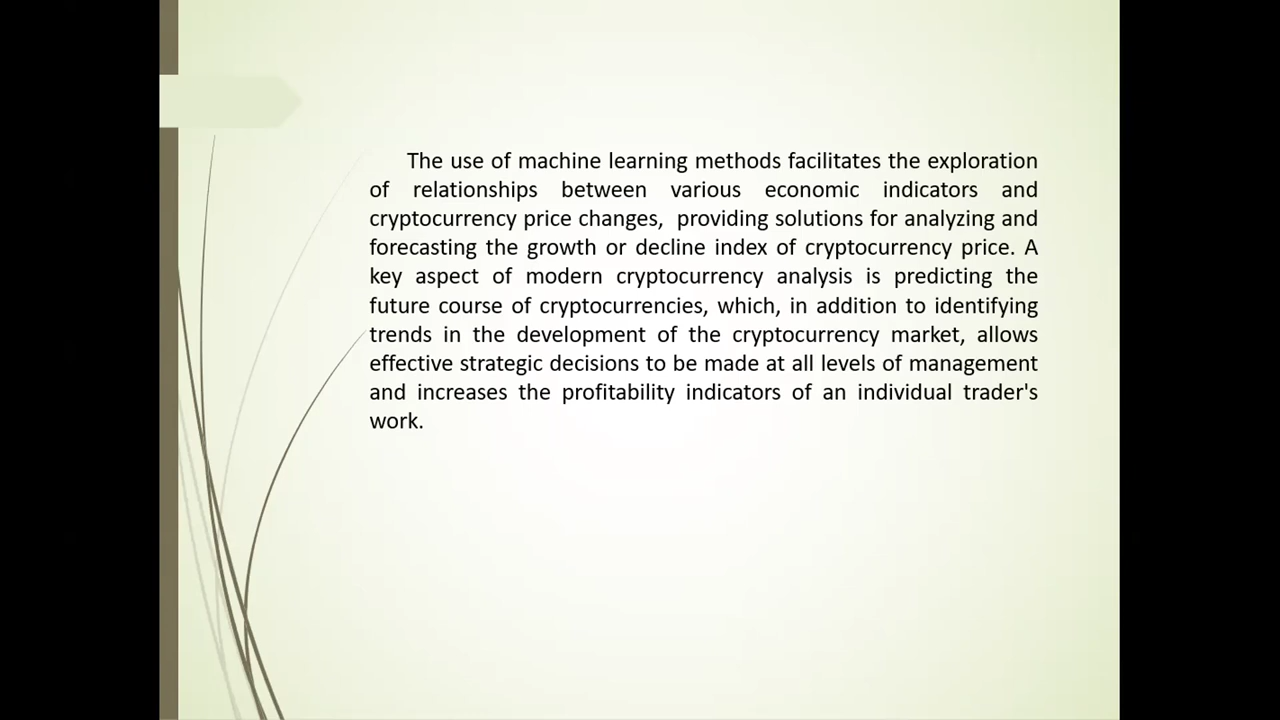 The use of machine learning methods facilitates the exploration
of relationships between various economic indicators and
cryptocurrency price changes,  providing solutions for analyzing and
forecasting the growth or decline index of cryptocurrency price. A
key aspect of modern cryptocurrency analysis is predicting the
future course of cryptocurrencies, which, in addition to identifying
trends in the development of the cryptocurrency market, allows
effective strategic decisions to be made at all levels of management
and increases the profitability indicators of an individual trader's
work.